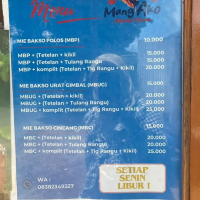 Menu
Mang Riko
MIE BAKSO POLOS (MBP) 10.000
MBP + (Tetelan + kikil) 15.000
MBP + (Tetelan + Tulang Rangu) 20.000
MBP + komplit (Tetelan + Tlg Rangu + Kikil) 25.000
MIE BAKSO URAT GIMBAL (MBUG) 15.000
MBUG + (Tetelan + kikil) 20.000
MBUG + (Tetelan + Tulang Rangu) 20.000
MBUG + komplit (Tetelan + Tlg Rangu + Kikil) 25.000
MIE BAKSO CINCANG (MBC) 15.000
MBC + (Tetelan + kikil) 20.000
MBC + (Tetelan + Tulang Rangu) 20.000
MBC + komplit (Tetelan + Tlg Rangu + Kikil) 25.000
WA :
083823149327
SETIAP
SENIN
LIBUR !